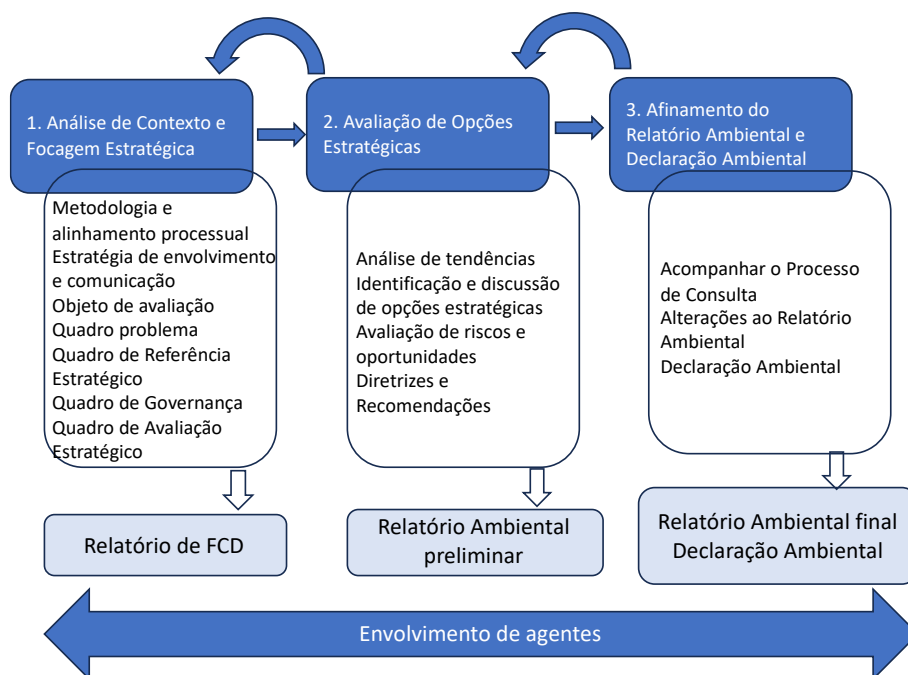 1. Análise de Contexto e
Focagem Estratégica
2. Avaliação de Opções
Estratégicas
3. Afinamento do
Relatório Ambiental e
Declaração Ambiental
Metodologia e
alinhamento processual
Estratégia de envolvimento
e comunicação
Objeto de avaliação
Quadro problema
Quadro de Referência
Estratégico
Quadro de Governança
Quadro de Avaliação
Estratégico
Análise de tendências
Identificação e discussão
de opções estratégicas
Avaliação de riscos e
oportunidades
Diretrizes e
Recomendações
Acompanhar o Processo
de Consulta
Alterações ao Relatório
Ambiental
Declaração Ambiental
Relatório de FCD
Relatório Ambiental
preliminar
Relatório Ambiental final
Declaração Ambiental
Envolvimento de agentes